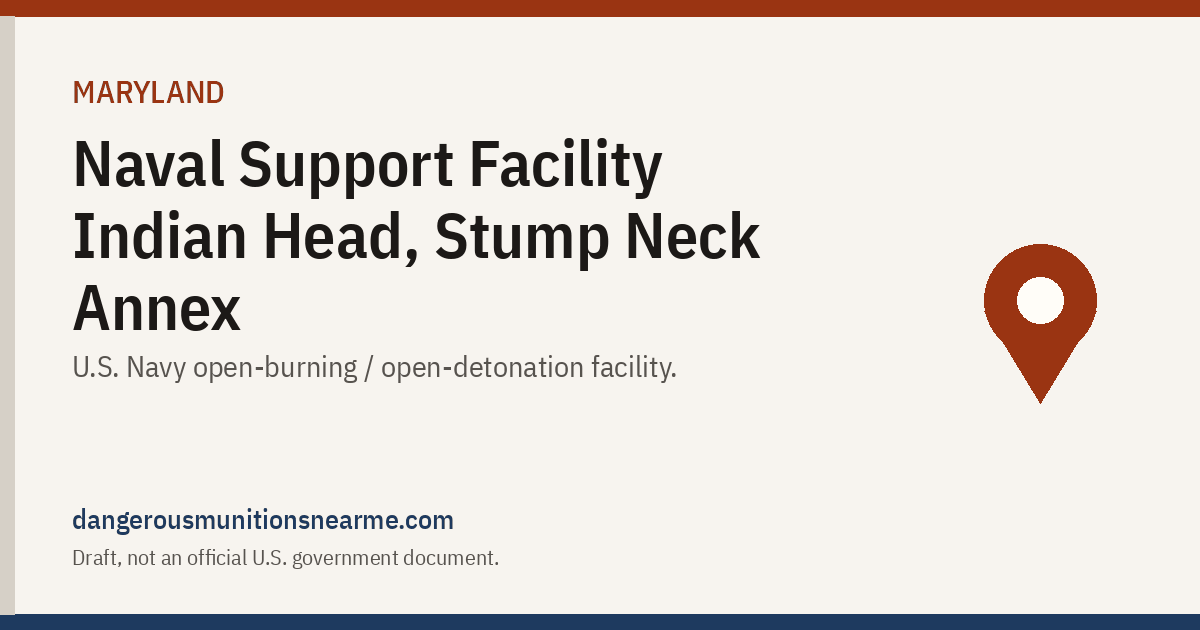 MARYLAND
Naval Support Facility
Indian Head, Stump Neck
Annex
U.S. Navy open-burning / open-detonation facility.
dangerousmunitionsnearme.com
Draft, not an official U.S. government document.